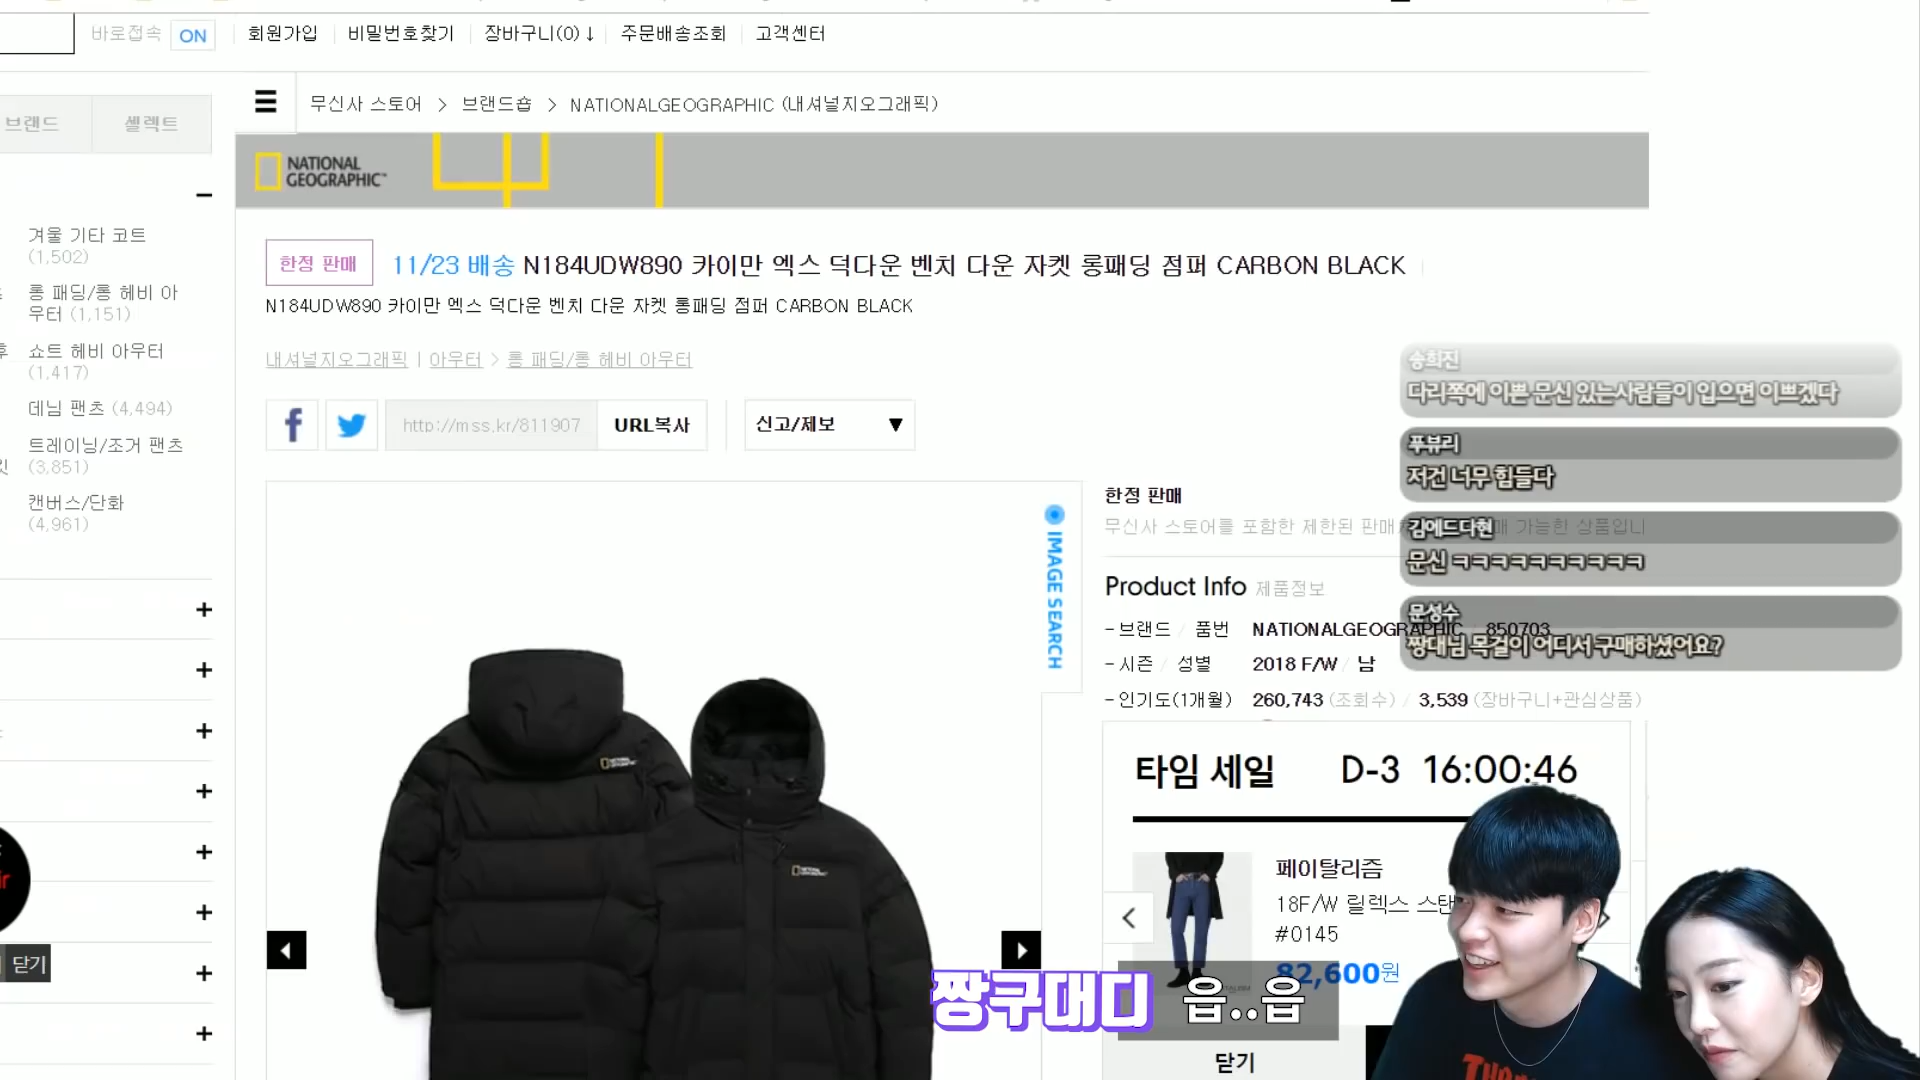 바로접속 ON 회원가입 비밀번호찾기 장바구니(0)↓ 주문배송조회 고객센터
브랜드 셀렉트
무신사 스토어 > 브랜드숍 > NATIONALGEOGRAPHIC (내셔널지오그래픽)
NATIONAL
GEOGRAPHIC™
겨울 기타 코트
(1,502)
롱 패딩/롱 헤비 아
우터 (1,151)
쇼트 헤비 아우터
(1,417)
데님 팬츠 (4,494)
트레이닝/조거 팬츠
(3,851)
캔버스/단화
(4,961)
닫기
한정 판매 11/23 배송 N184UDW890 카이만 엑스 덕다운 벤치 다운 자켓 롱패딩 점퍼 CARBON BLACK
N184UDW890 카이만 엑스 덕다운 벤치 다운 자켓 롱패딩 점퍼 CARBON BLACK
내셔널지오그래픽 | 아우터 > 롱 패딩/롱 헤비 아우터
http://mss.kr/811907 URL복사 신고/제보 ▼
IMAGE SEARCH
한정 판매
무신사 스토어를 포함한 제한된 판매 가능한 상품입니
Product Info 제품정보
- 브랜드 / 품번 NATIONALGEOGRAPHIC / 850703
- 시즌 / 성별 2018 F/W / 남
- 인기도(1개월) 260,743 (조회수) / 3,539 (장바구니+관심상품)
타임 세일 D-3 16:00:46
페이탈리즘
18F/W 릴렉스 스탠
#0145
82,600원
닫기
송희진
다리쪽에 이쁜 문신 있는사람들이 입으면 이쁘겠다
푸뷰리
저건 너무 힘들다
김에드다현
문신 ㅋㅋㅋㅋㅋㅋㅋㅋㅋㅋ
문성수
짱대님 목걸이 어디서 구매하셨어요?
짱구대디 읍..읍